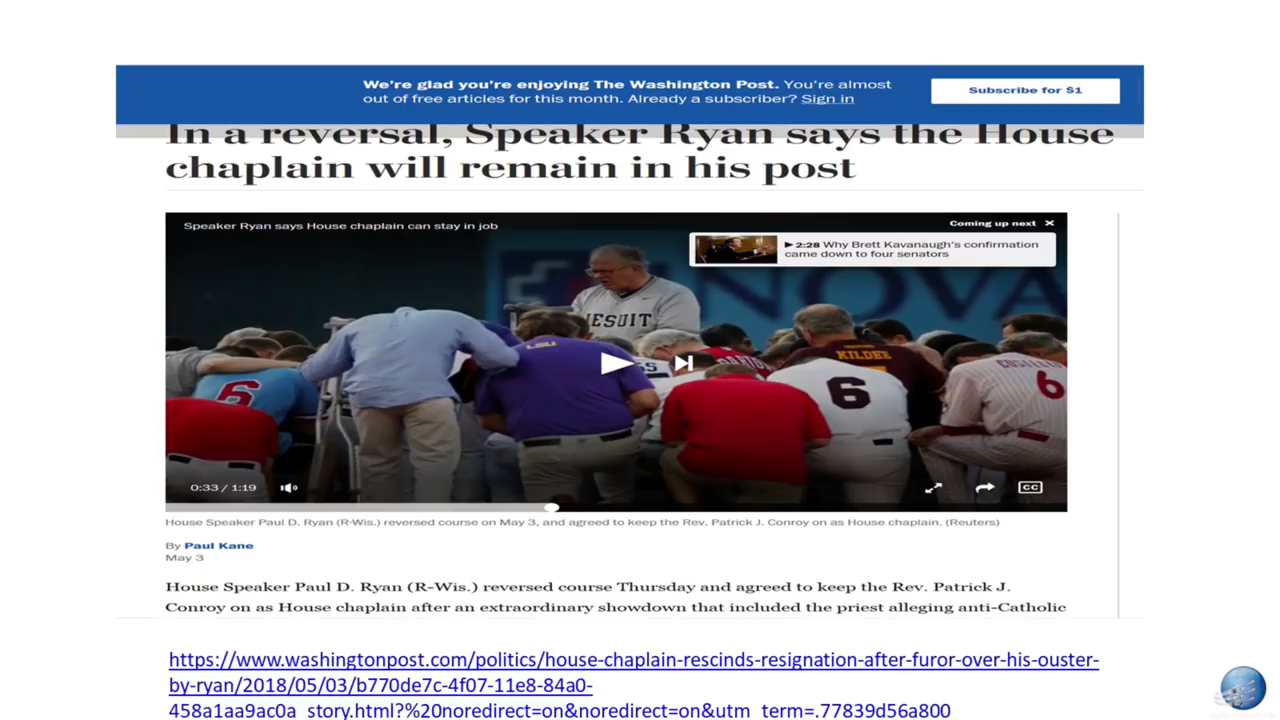 We're glad you're enjoying The Washington Post. You're almost
out of free articles for this month. Already a subscriber? Sign in
Subscribe for $1
In a reversal, Speaker Ryan says the House
chaplain will remain in his post
Speaker Ryan says House chaplain can stay in job
Coming up next ×
2:28 Why Brett Kavanaugh's confirmation
came down to four senators
NOVA
JESUIT
LSU
KILDEE
6
6
6
0:33 / 1:19
CC
House Speaker Paul D. Ryan (R-Wis.) reversed course on May 3, and agreed to keep the Rev. Patrick J. Conroy on as House chaplain. (Reuters)
By Paul Kane
May 3
House Speaker Paul D. Ryan (R-Wis.) reversed course Thursday and agreed to keep the Rev. Patrick J.
Conroy on as House chaplain after an extraordinary showdown that included the priest alleging anti-Catholic
https://www.washingtonpost.com/politics/house-chaplain-rescinds-resignation-after-furor-over-his-ouster-
by-ryan/2018/05/03/b770de7c-4f07-11e8-84a0-
458a1aa9ac0a_story.html?%20noredirect=on&noredirect=on&utm_term=.77839d56a800